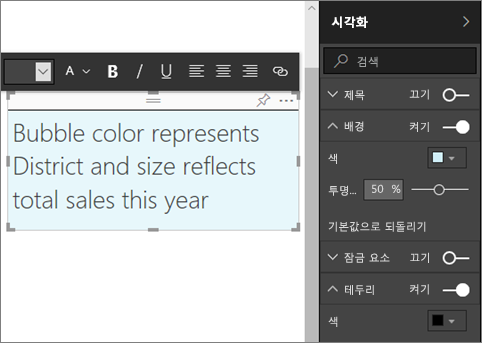 A B I U
Bubble color represents
District and size reflects
total sales this year
시각화
검색
제목 끄기
배경 켜기
색
투명... 50 %
기본값으로 되돌리기
잠금 요소 끄기
테두리 켜기
색